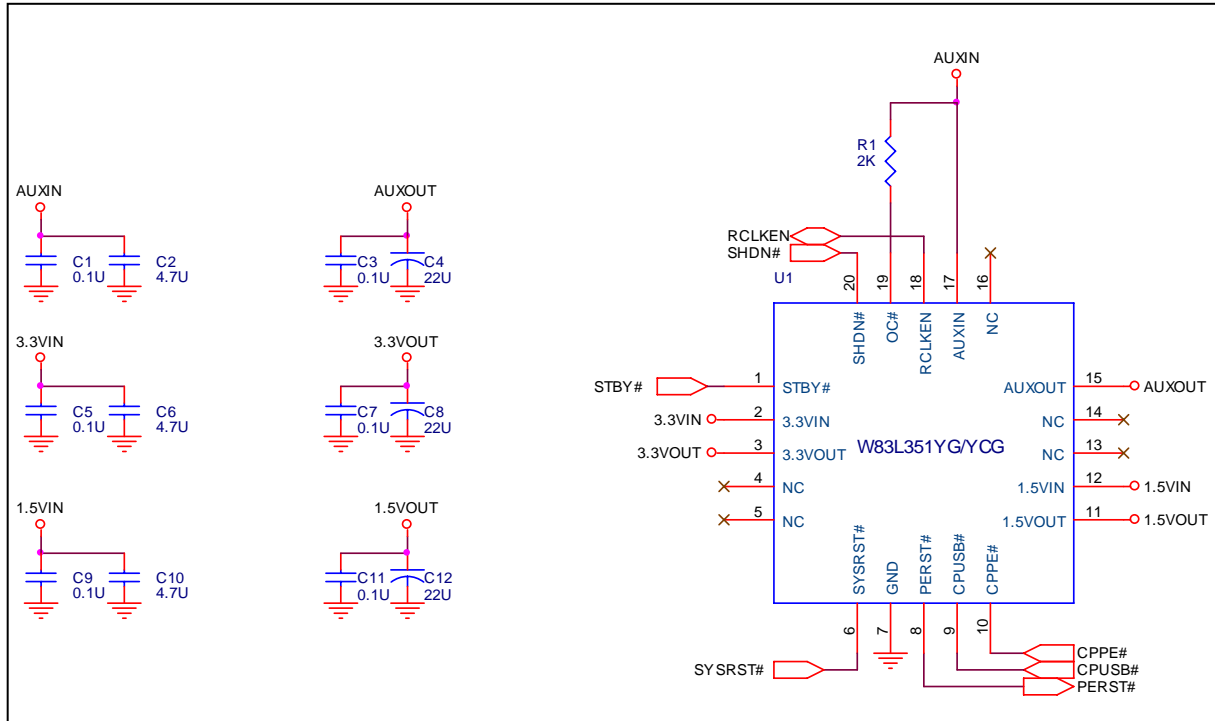 AUXIN
C1
0.1U
C2
4.7U
AUXOUT
C3
0.1U
C4
22U
3.3VIN
C5
0.1U
C6
4.7U
3.3VOUT
C7
0.1U
C8
22U
1.5VIN
C9
0.1U
C10
4.7U
1.5VOUT
C11
0.1U
C12
22U
AUXIN
R1
2K
RCLKEN
SHDN#
U1
20
19
18
17
16
SHDN#
OC#
RCLKEN
AUXIN
NC
STBY#
1
STBY#
3.3VIN
2
3.3VIN
3.3VOUT
3
3.3VOUT
4
NC
5
NC
W83L351YG/YCG
AUXOUT
15
AUXOUT
NC
14
NC
13
1.5VIN
12
1.5VIN
1.5VOUT
11
1.5VOUT
SYSRST#
GND
PERST#
CPUSB#
CPPE#
6
7
8
9
10
SYSRST#
CPPE#
CPUSB#
PERST#